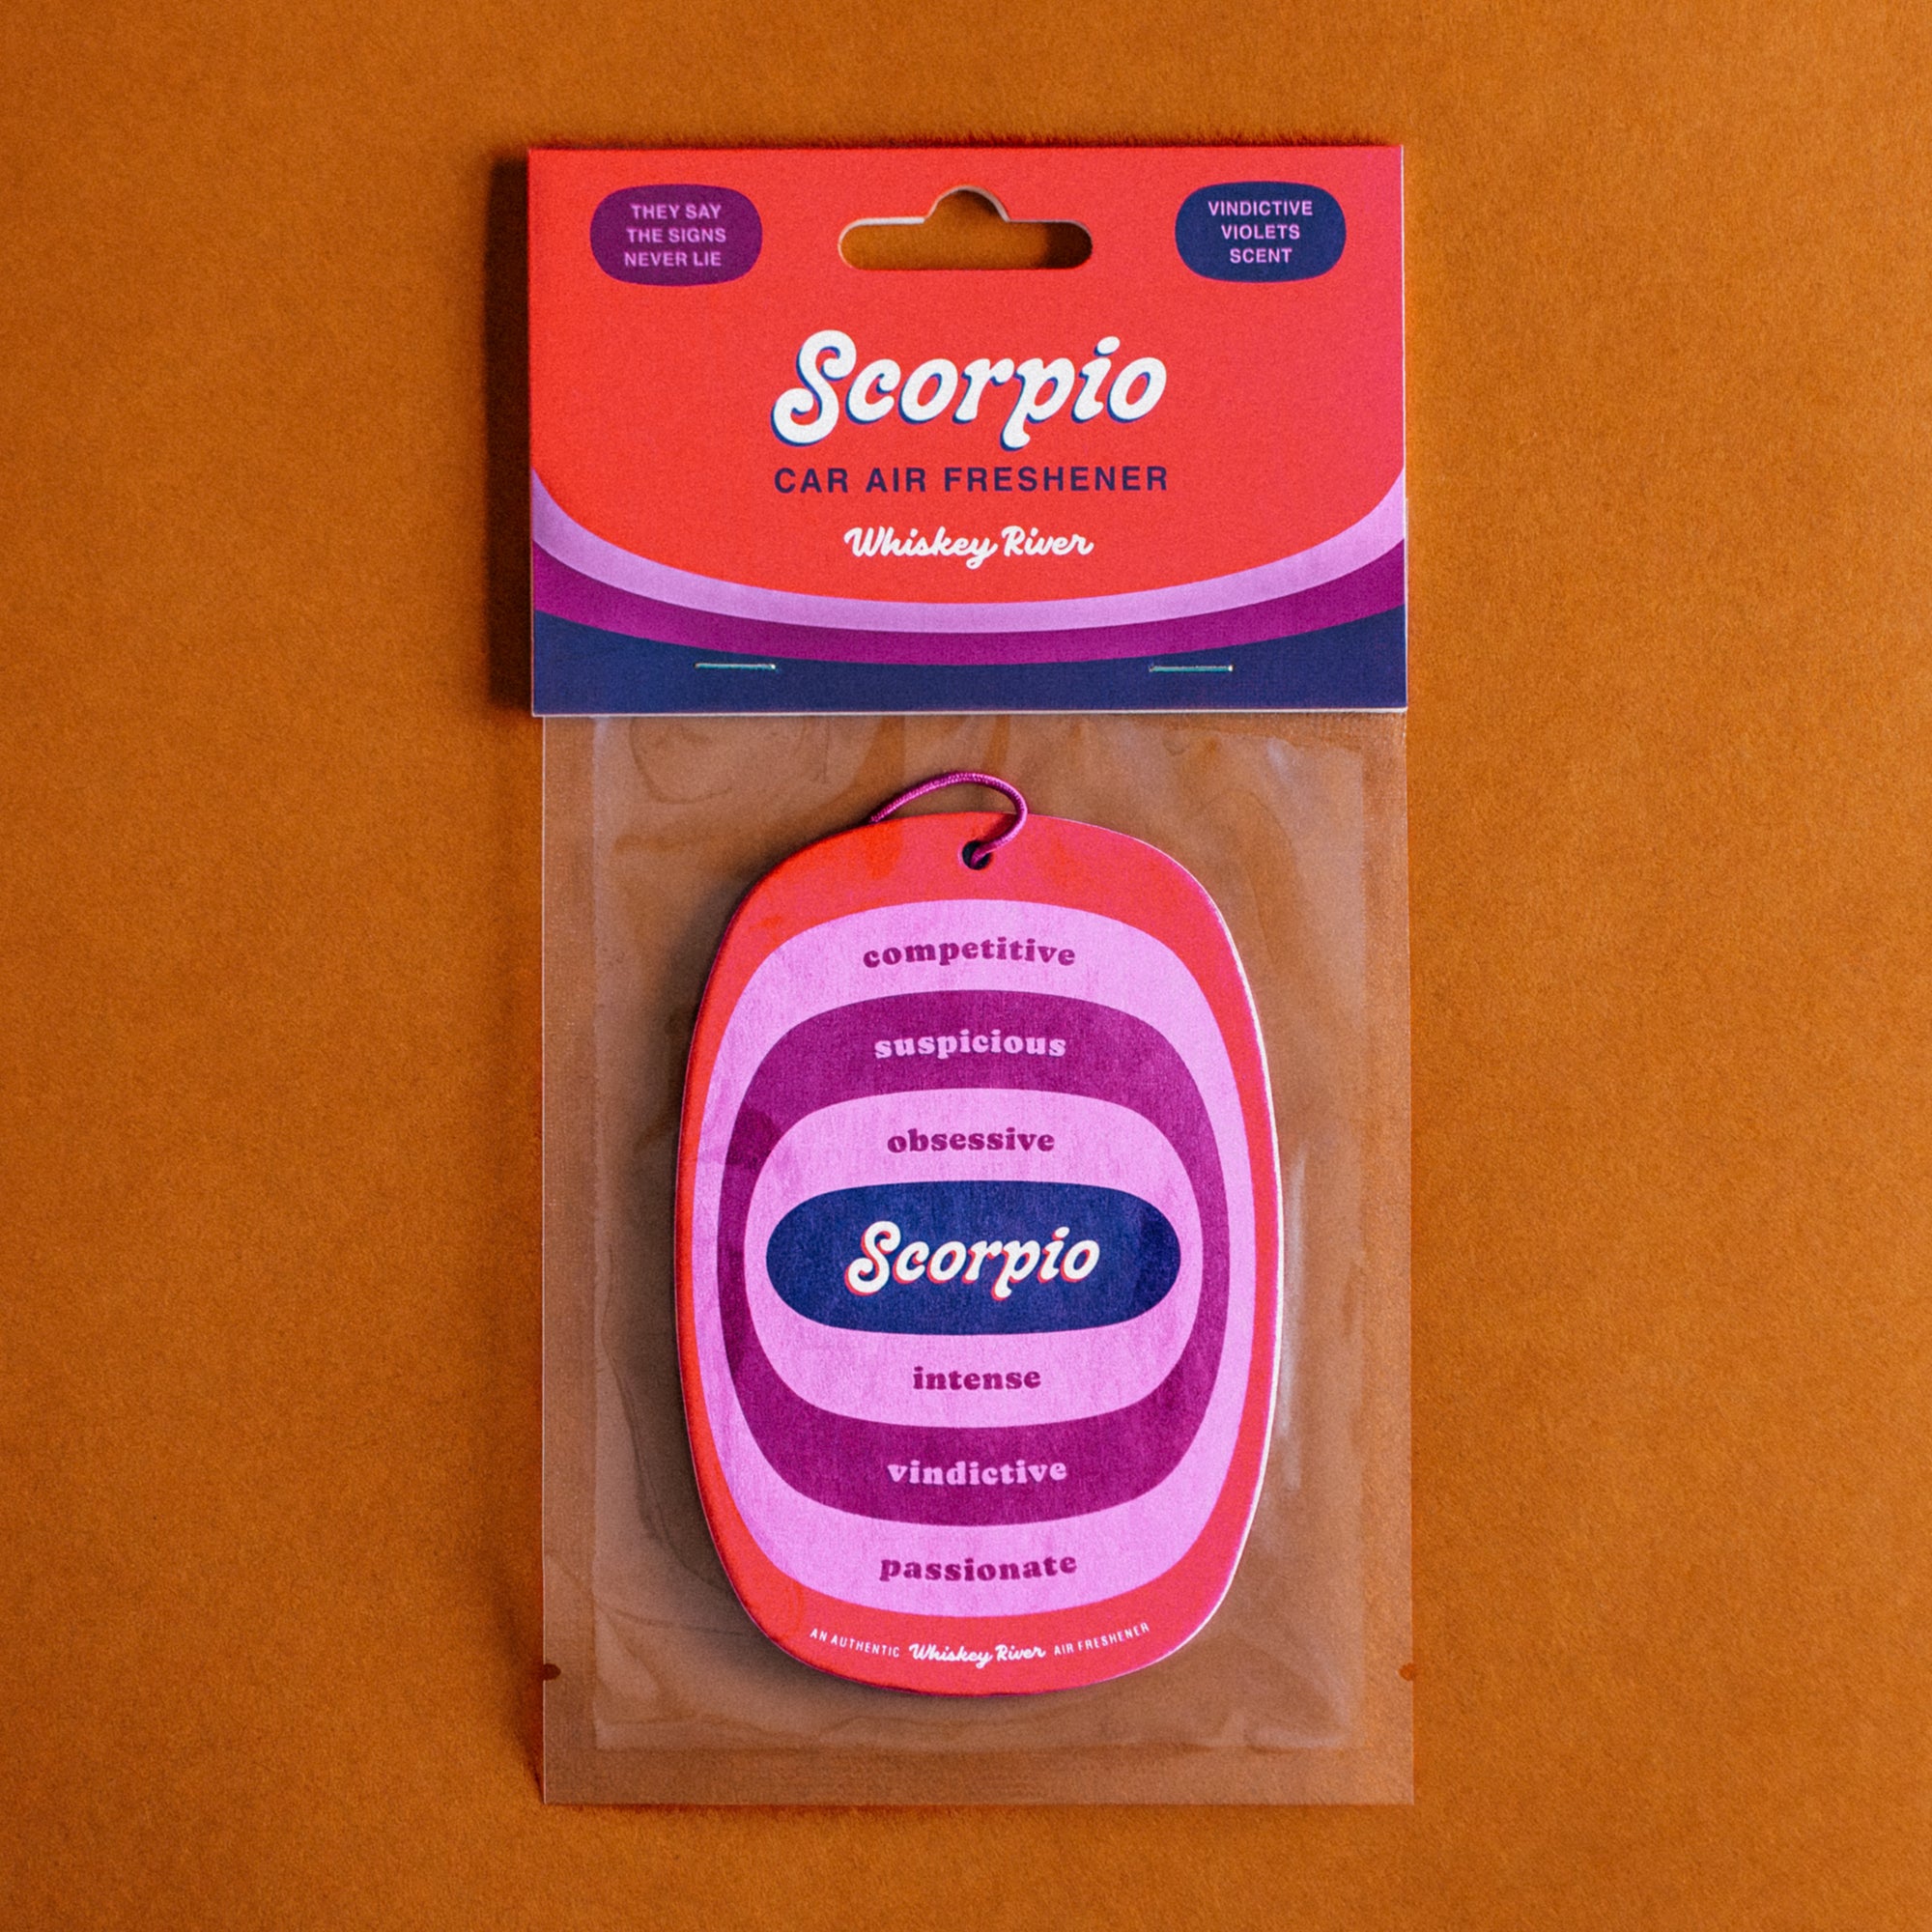 THEY SAY
THE SIGNS
NEVER LIE
VINDICTIVE
VIOLETS
SCENT
Scorpio
CAR AIR FRESHENER
Whiskey River
competitive
suspicious
obsessive
Scorpio
intense
vindictive
passionate
AN AUTHENTIC Whiskey River AIR FRESHENER